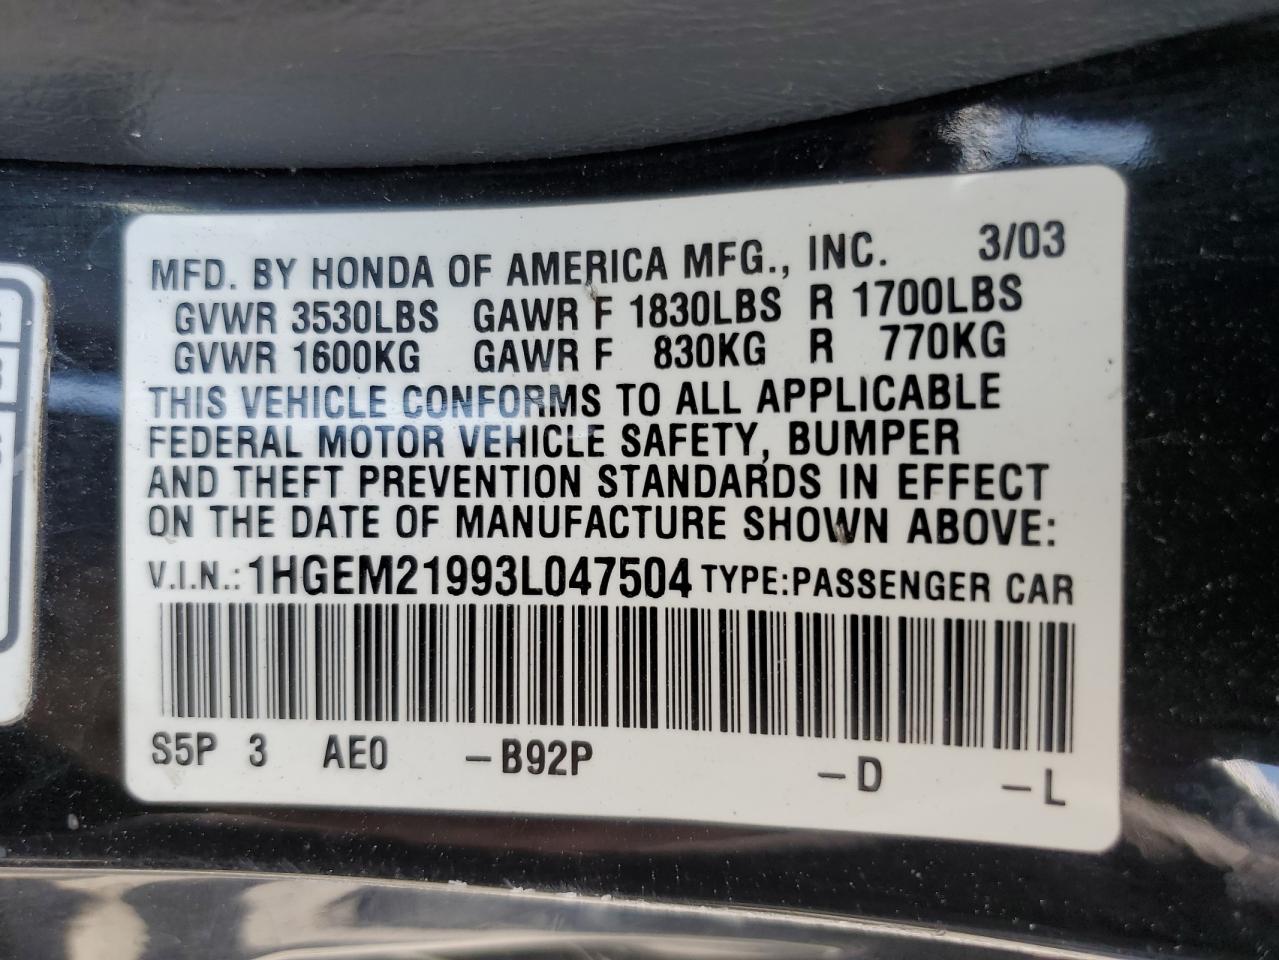 MFD. BY HONDA OF AMERICA MFG., INC. 3/03
GVWR 3530LBS GAWR F 1830LBS R 1700LBS
GVWR 1600KG GAWR F 830KG R 770KG
THIS VEHICLE CONFORMS TO ALL APPLICABLE
FEDERAL MOTOR VEHICLE SAFETY, BUMPER
AND THEFT PREVENTION STANDARDS IN EFFECT
ON THE DATE OF MANUFACTURE SHOWN ABOVE:
V.I.N.: 1HGEM21993L047504 TYPE:PASSENGER CAR
S5P 3 AE0 -B92P -D -L